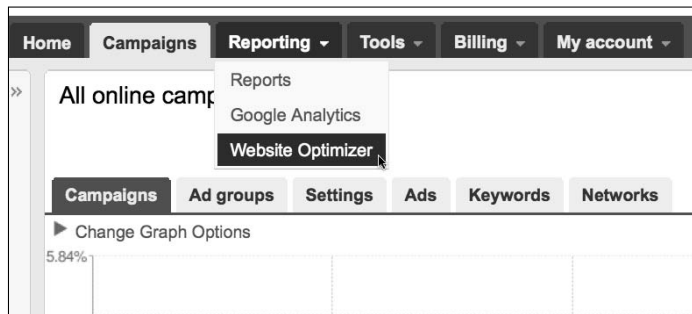 Home Campaigns Reporting Tools Billing My account
» All online camp
Reports
Google Analytics
Website Optimizer
Campaigns Ad groups Settings Ads Keywords Networks
Change Graph Options
5.84%